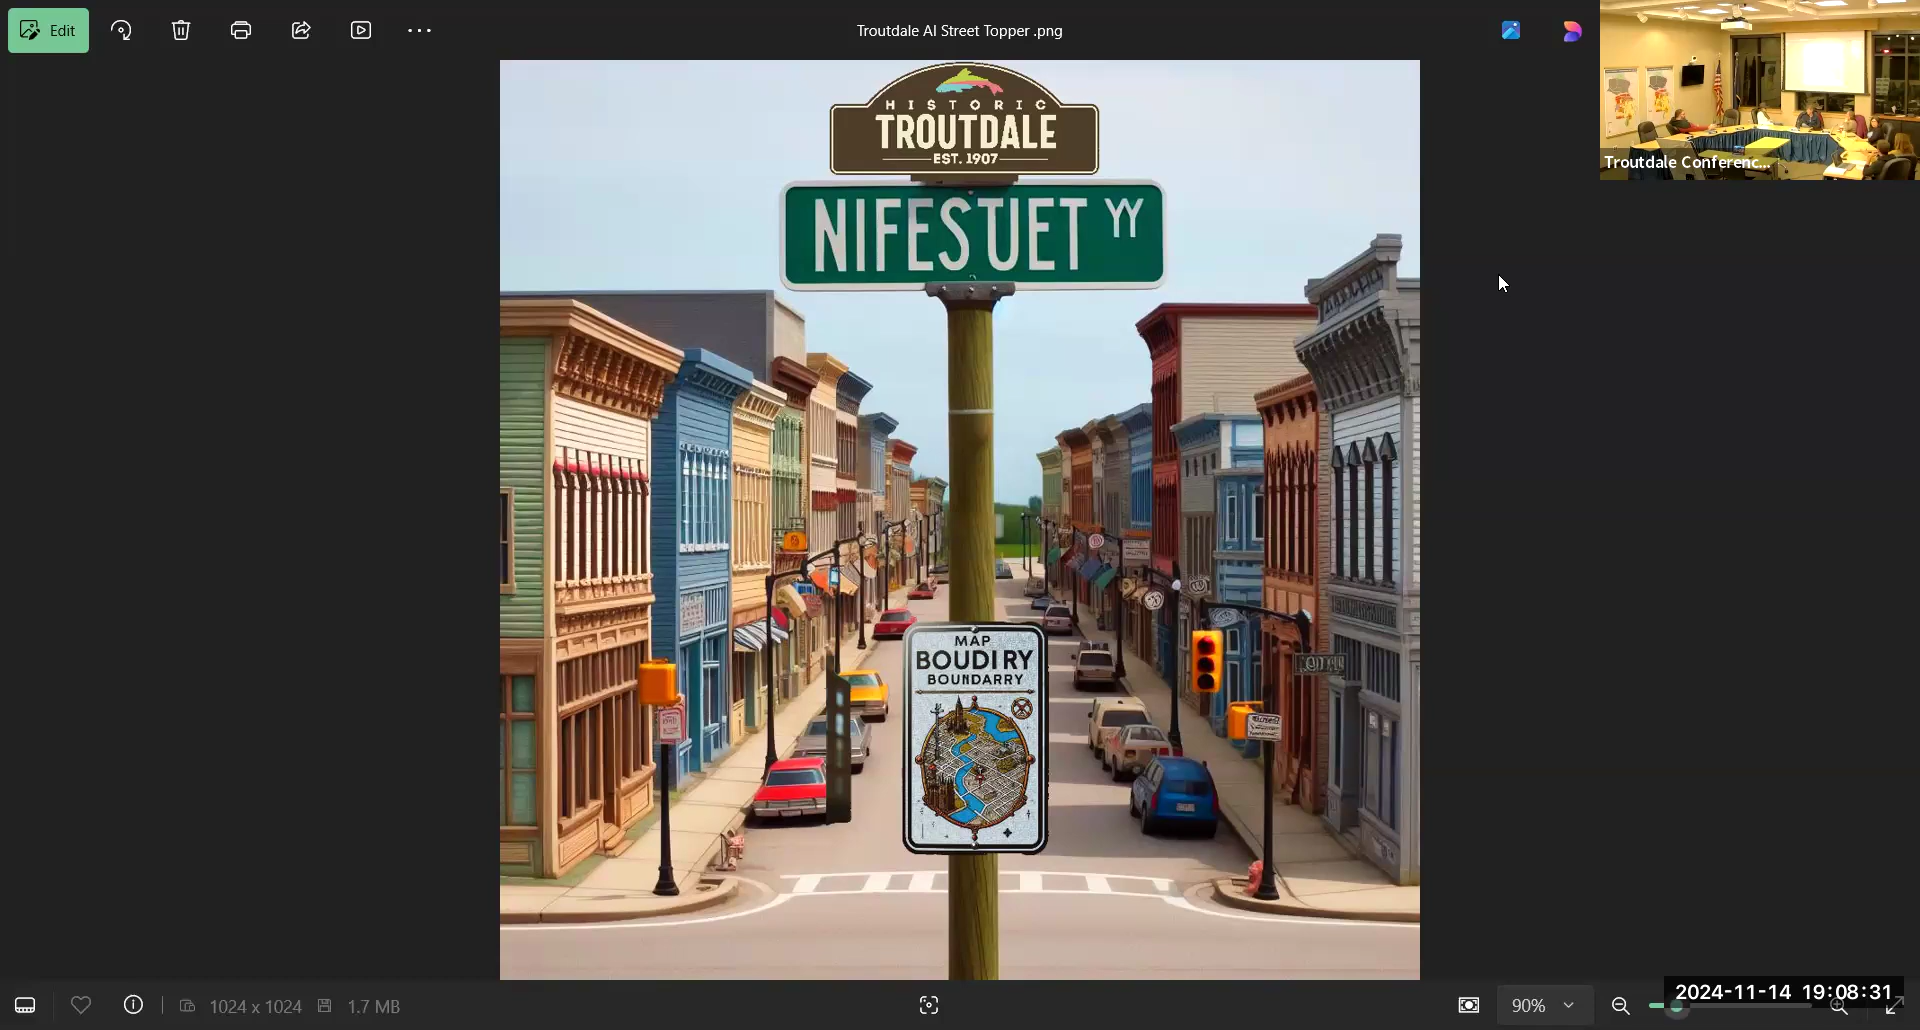 Edit
Troutdale AI Street Topper .png
Troutdale Conferenc...
HISTORIC
TROUTDALE
EST. 1907
NIFESTUET YY
MAP
BOUDIRY
BOUNDARRY
1024 x 1024
1.7 MB
90%
2024-11-14 19:08:31